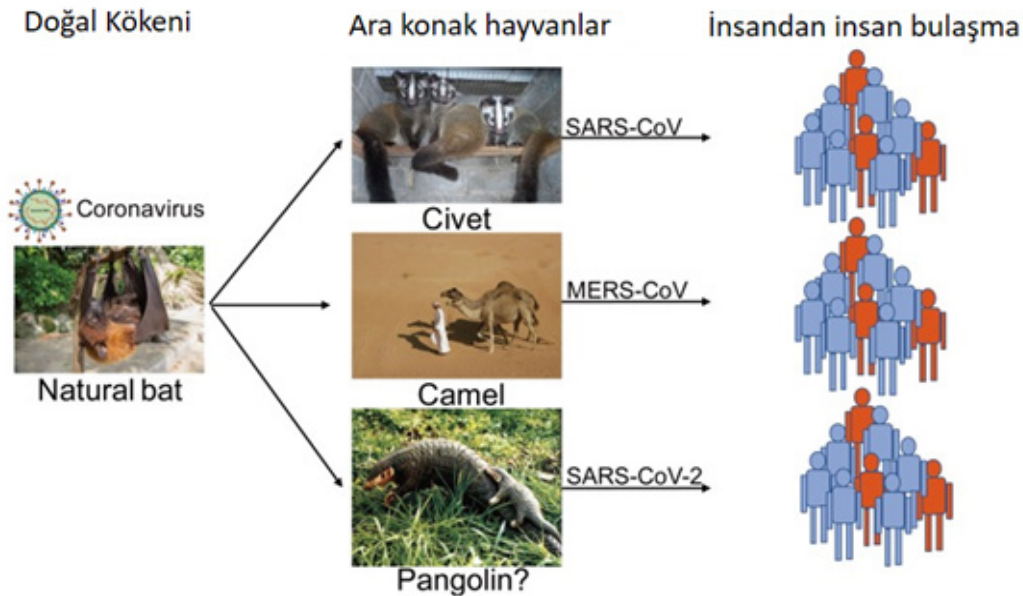 Doğal Kökeni
Ara konak hayvanlar
İnsandan insan bulaşma
Coronavirus
Natural bat
Civet
SARS-CoV
Camel
MERS-CoV
Pangolin?
SARS-CoV-2